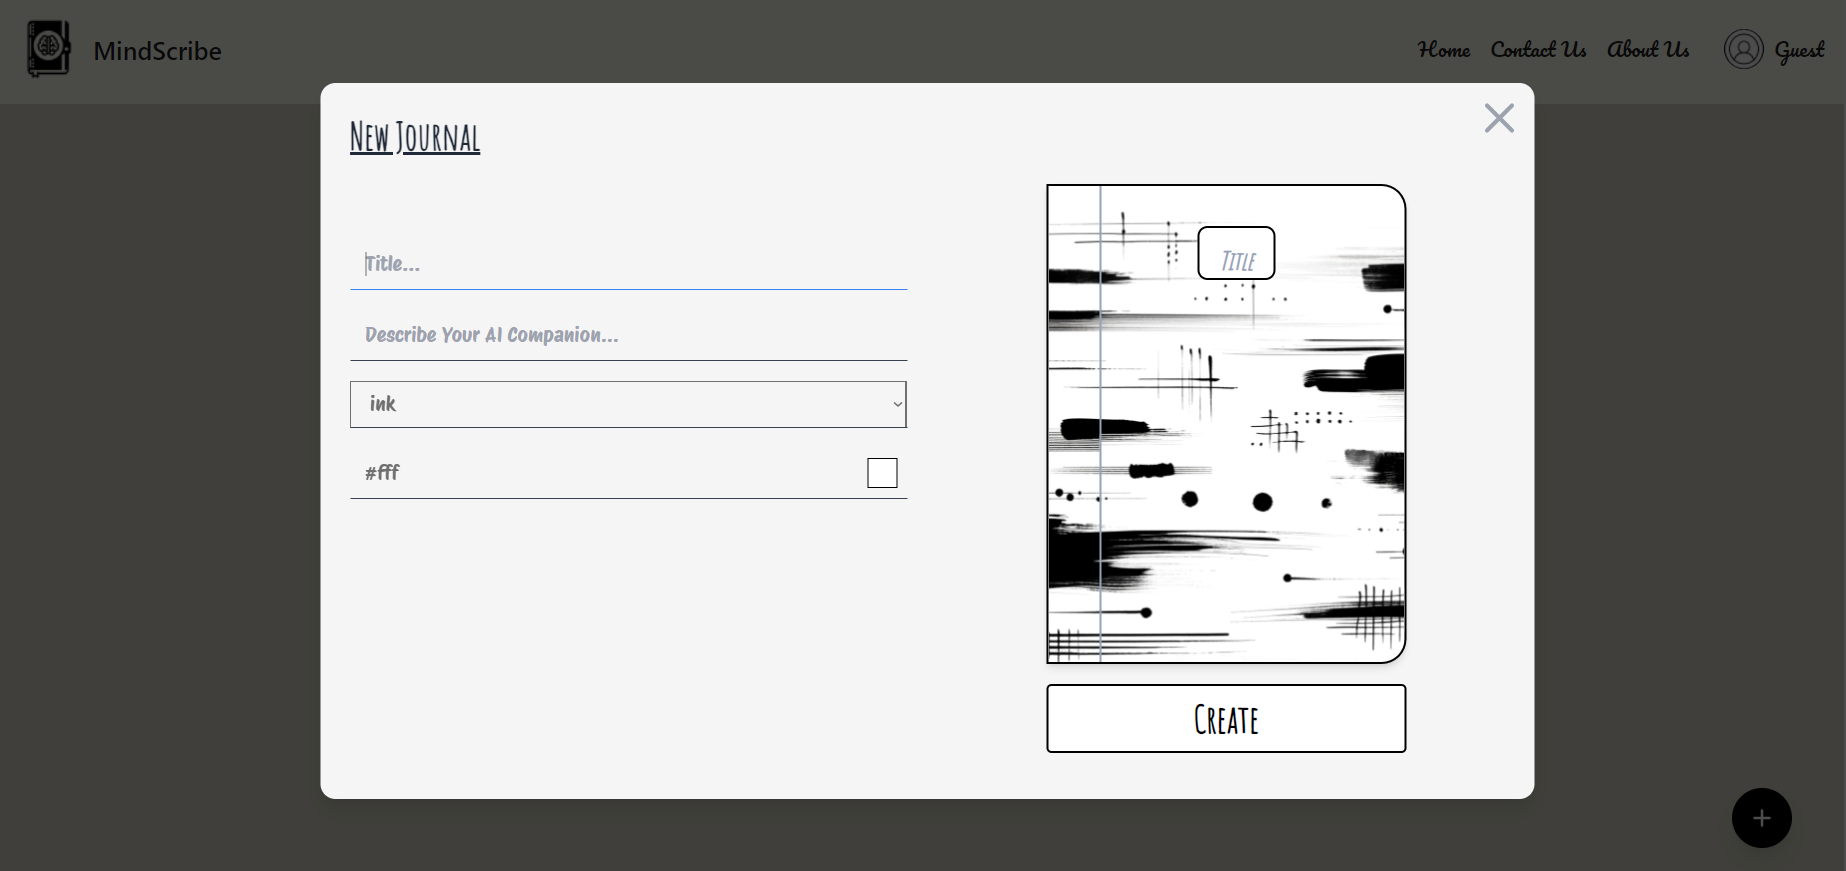 MindScribe
Home Contact Us About Us Guest
New Journal
Title...
Describe Your AI Companion...
ink
#fff
Title
Create